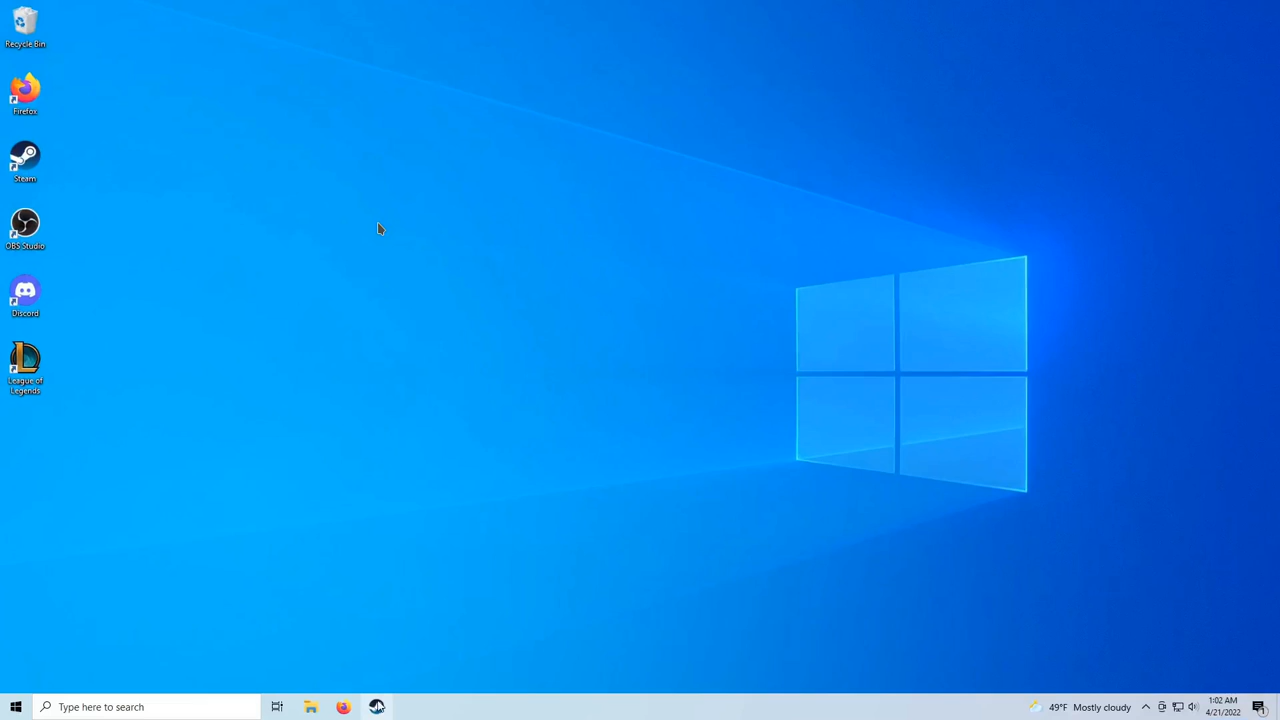 Recycle Bin
Firefox
Steam
OBS Studio
Discord
League of
Legends
Type here to search
49°F Mostly cloudy
1:02 AM
4/21/2022
1